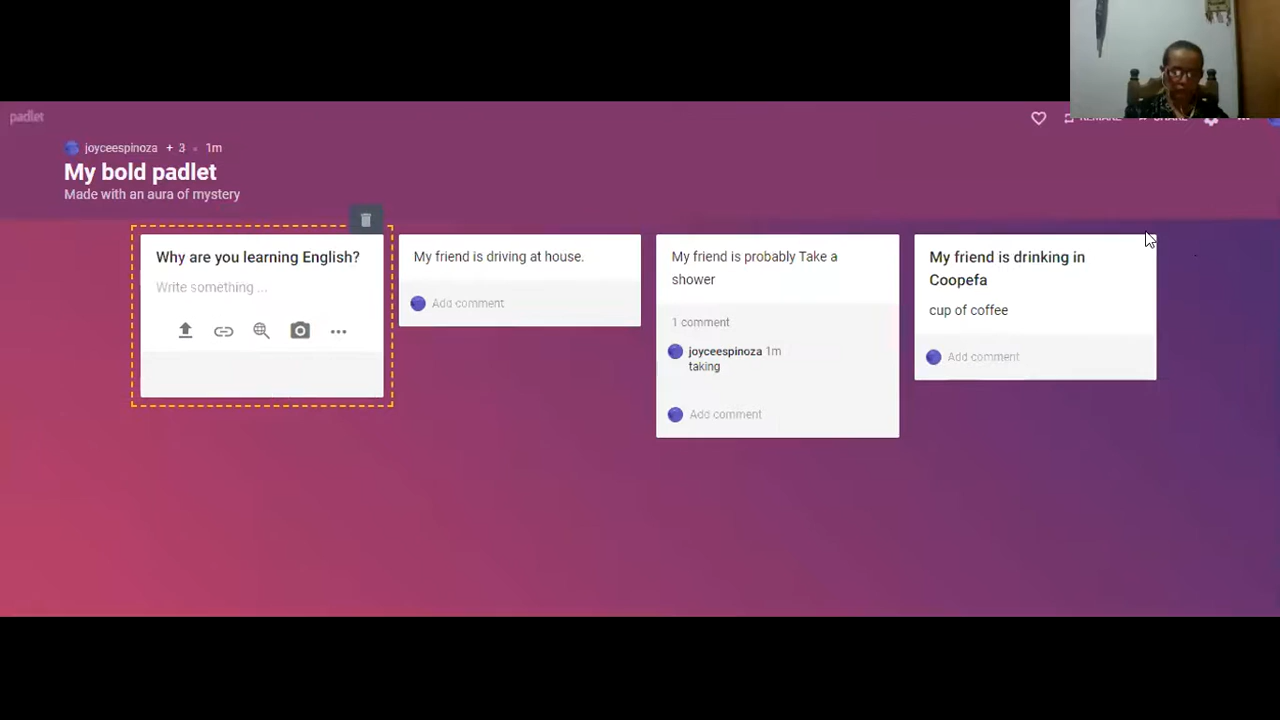 padlet
joyceespinoza + 3 • 1m
My bold padlet
Made with an aura of mystery
Why are you learning English?
Write something ...
My friend is driving at house.
Add comment
My friend is probably Take a
shower
1 comment
joyceespinoza 1m
taking
Add comment
My friend is drinking in
Coopefa
cup of coffee
Add comment